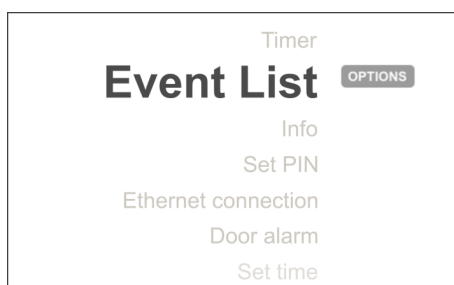 Timer
Event List OPTIONS
Info
Set PIN
Ethernet connection
Door alarm
Set time